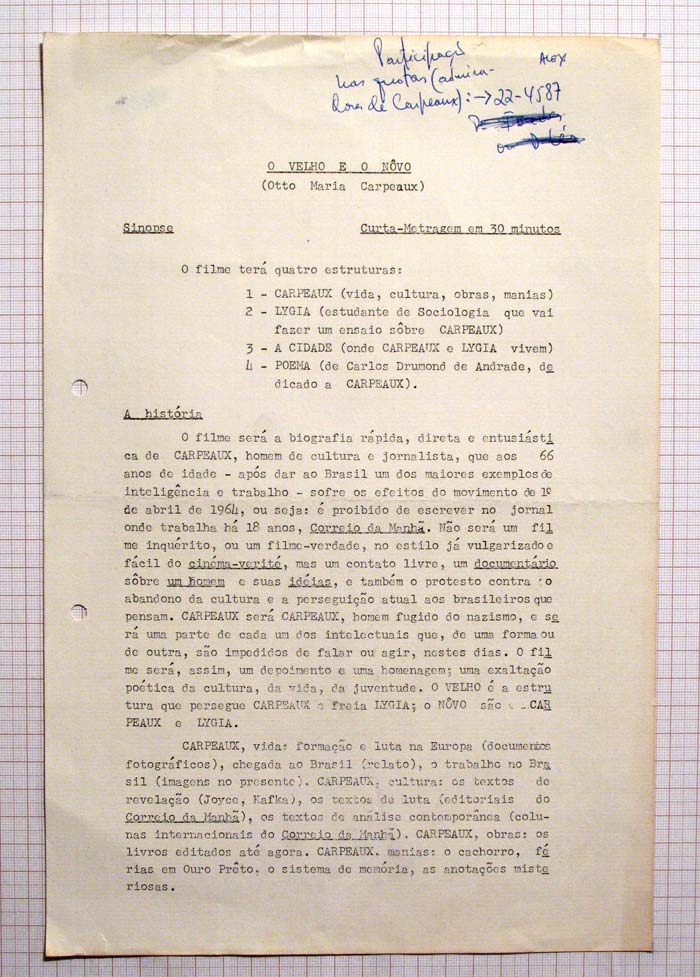 Participação
ALEX
nas quotas (admira-
dores de Carpeaux): → 22-4587
ou
O VELHO E O NÔVO
(Otto Maria Carpeaux)
Sinopse Curta-Metragem em 30 minutos
O filme terá quatro estruturas:
1 - CARPEAUX (vida, cultura, obras, manias)
2 - LYGIA (estudante de Sociologia que vai
fazer um ensaio sôbre CARPEAUX)
3 - A CIDADE (onde CARPEAUX e LYGIA vivem)
4 - POEMA (de Carlos Drumond de Andrade, de
dicado a CARPEAUX).
A história
O filme será a biografia rápida, direta e entusiásti
ca de CARPEAUX, homem de cultura e jornalista, que aos 66
anos de idade - após dar ao Brasil um dos maiores exemplos de
inteligência e trabalho - sofre os efeitos do movimento de 1º
de abril de 1964, ou seja: é proibido de escrever no jornal
onde trabalha há 18 anos, Correio da Manhã. Não será um fil
me inquérito, ou um filme-verdade, no estilo já vulgarizado e
fácil do cinéma-verité, mas um contato livre, um documentário
sôbre um homem e suas idéias, e também o protesto contra o
abandono da cultura e a perseguição atual aos brasileiros que
pensam. CARPEAUX será CARPEAUX, homem fugido do nazismo, e se
rá uma parte de cada um dos intelectuais que, de uma forma ou
de outra, são impedidos de falar ou agir, nestes dias. O fil
me será, assim, um depoimento e uma homenagem; uma exaltação
poética da cultura, da vida, da juventude. O VELHO é a estru
tura que persegue CARPEAUX e freia LYGIA; o NÔVO são CAR
PEAUX e LYGIA.
CARPEAUX, vida: formação e luta na Europa (documentos
fotográficos), chegada ao Brasil (relato), o trabalho no Bra
sil (imagens no presente). CARPEAUX, cultura: os textos de
revelação (Joyce, Kafka), os textos de luta (editoriais do
Correio da Manhã), os textos de análise contemporânea (colu-
nas internacionais do Correio da Manhã). CARPEAUX, obras: os
livros editados até agora. CARPEAUX, manias: o cachorro, fé
rias em Ouro Prêto, o sistema de memória, as anotações miste
riosas.